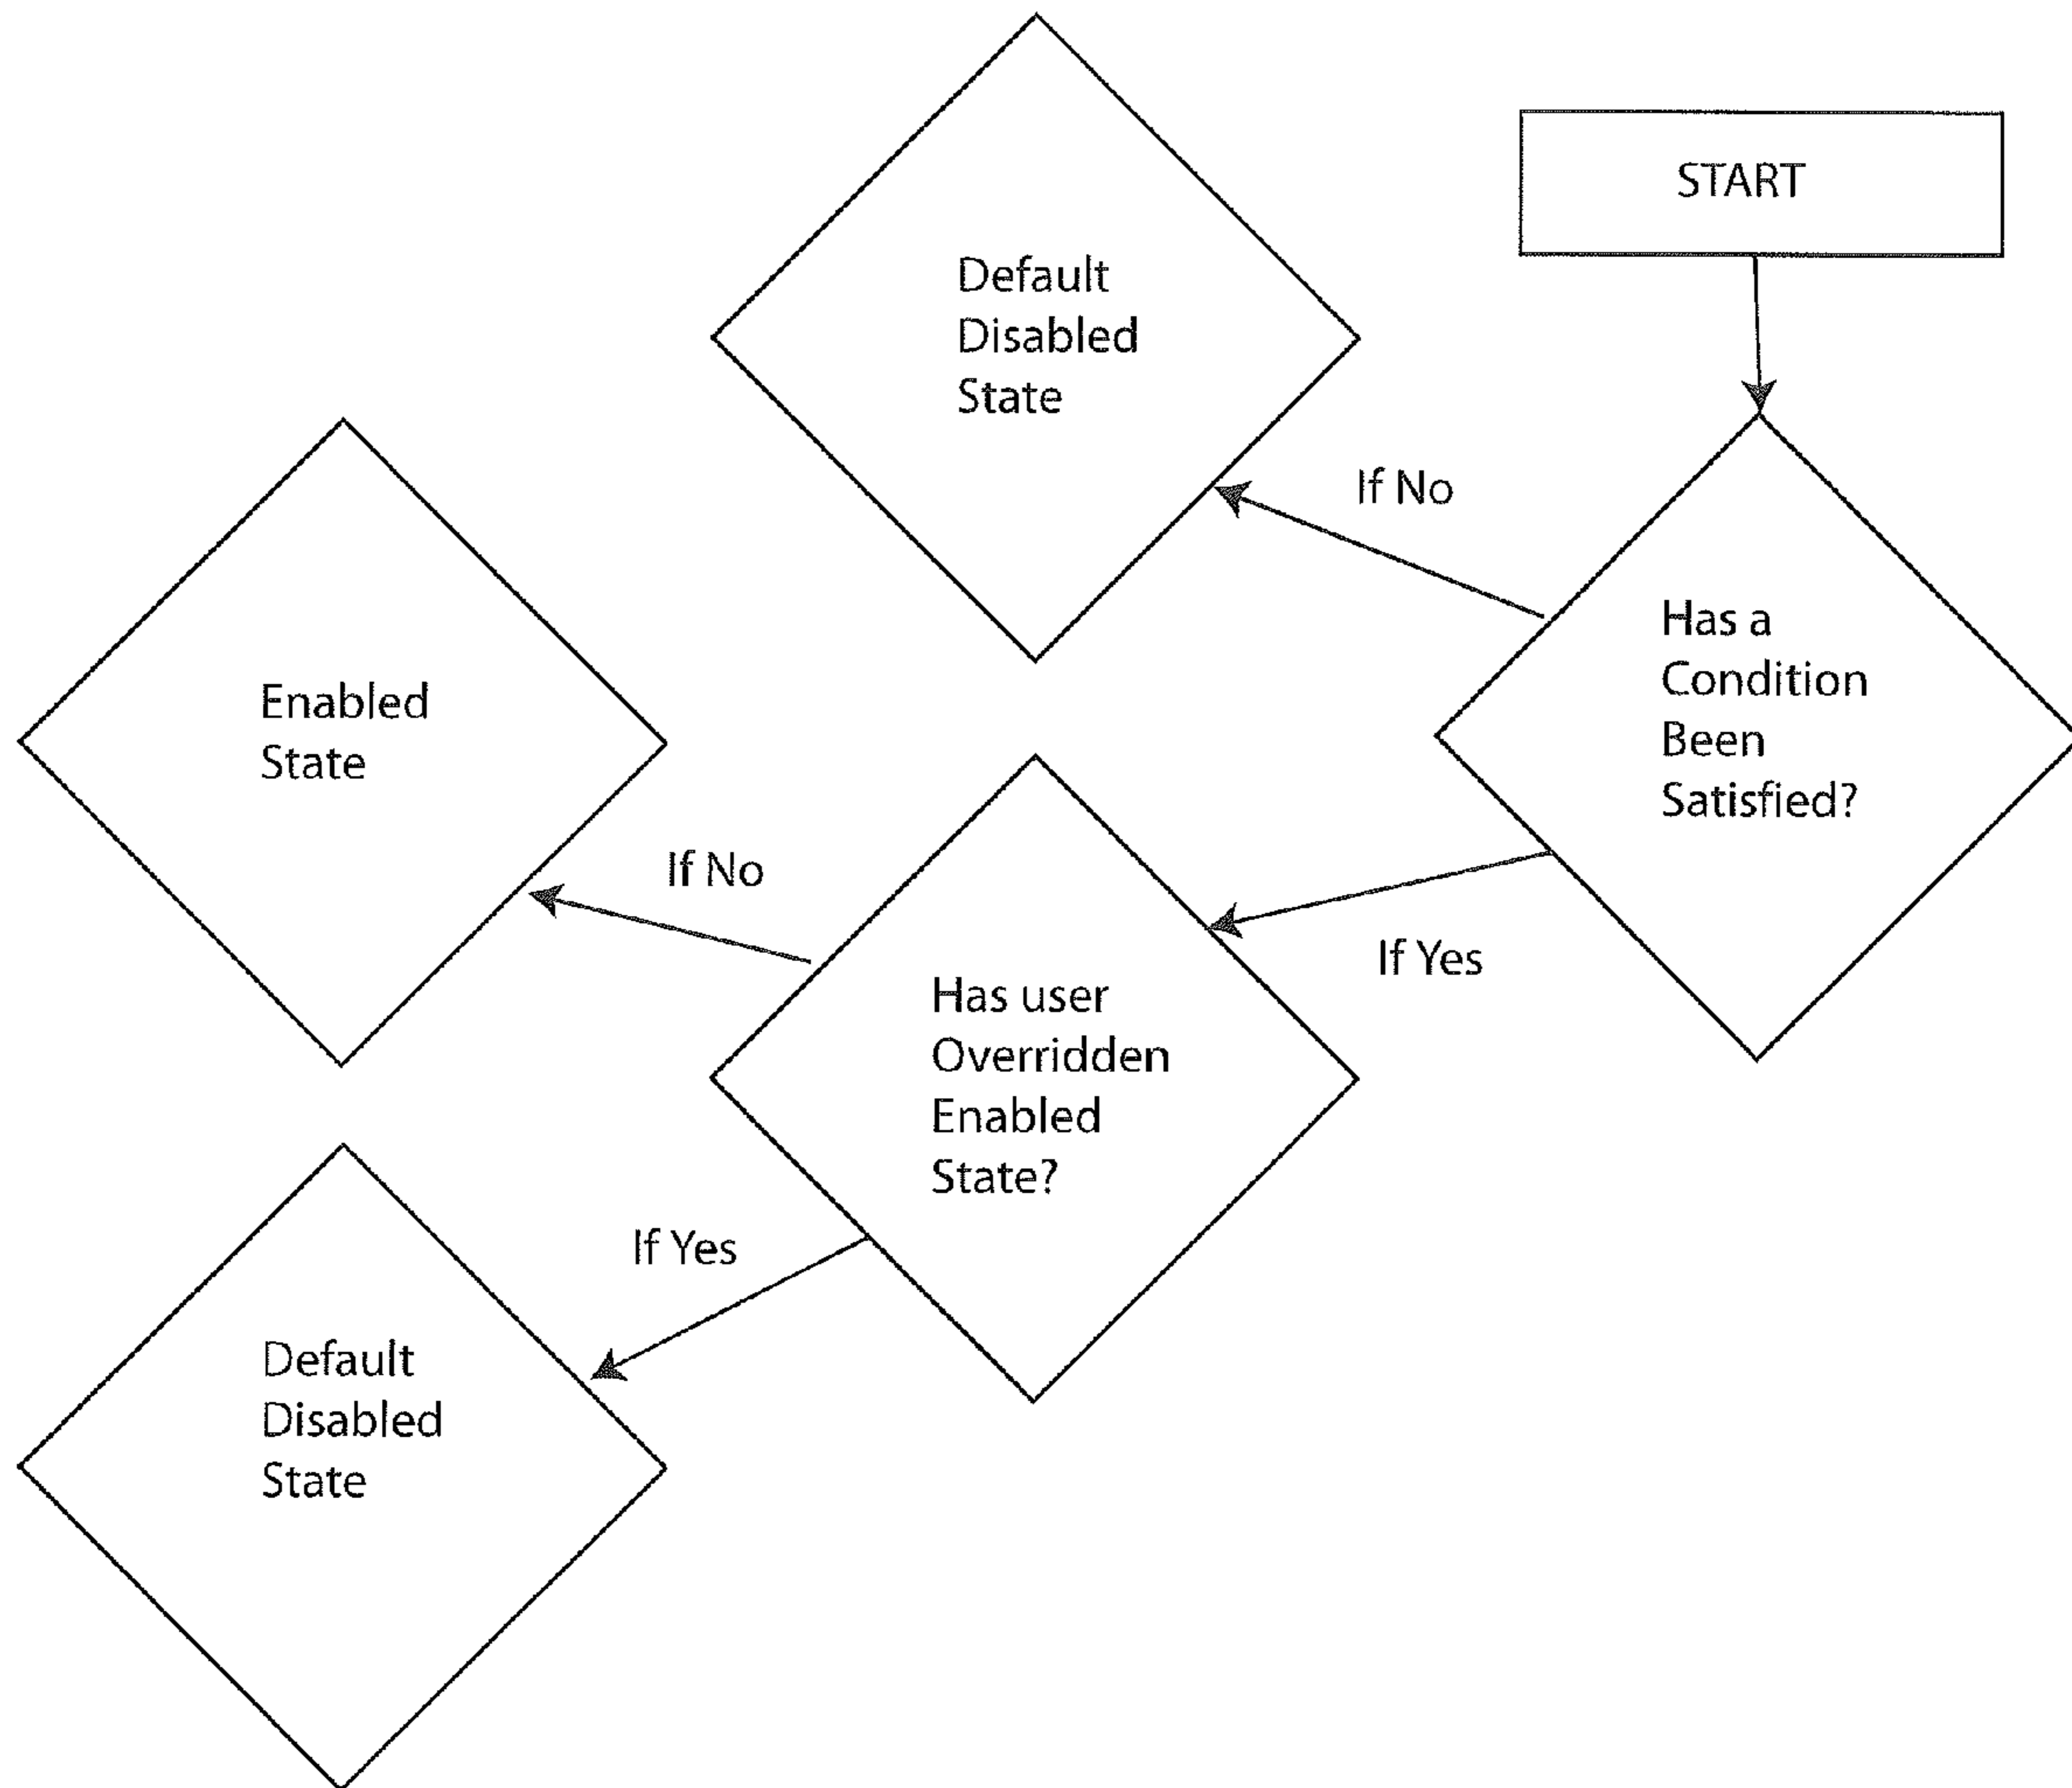 START
Default
Disabled
State
If No
Has a
Condition
Been
Satisfied?
Enabled
State
If No
If Yes
Has user
Overridden
Enabled
State?
If Yes
Default
Disabled
State